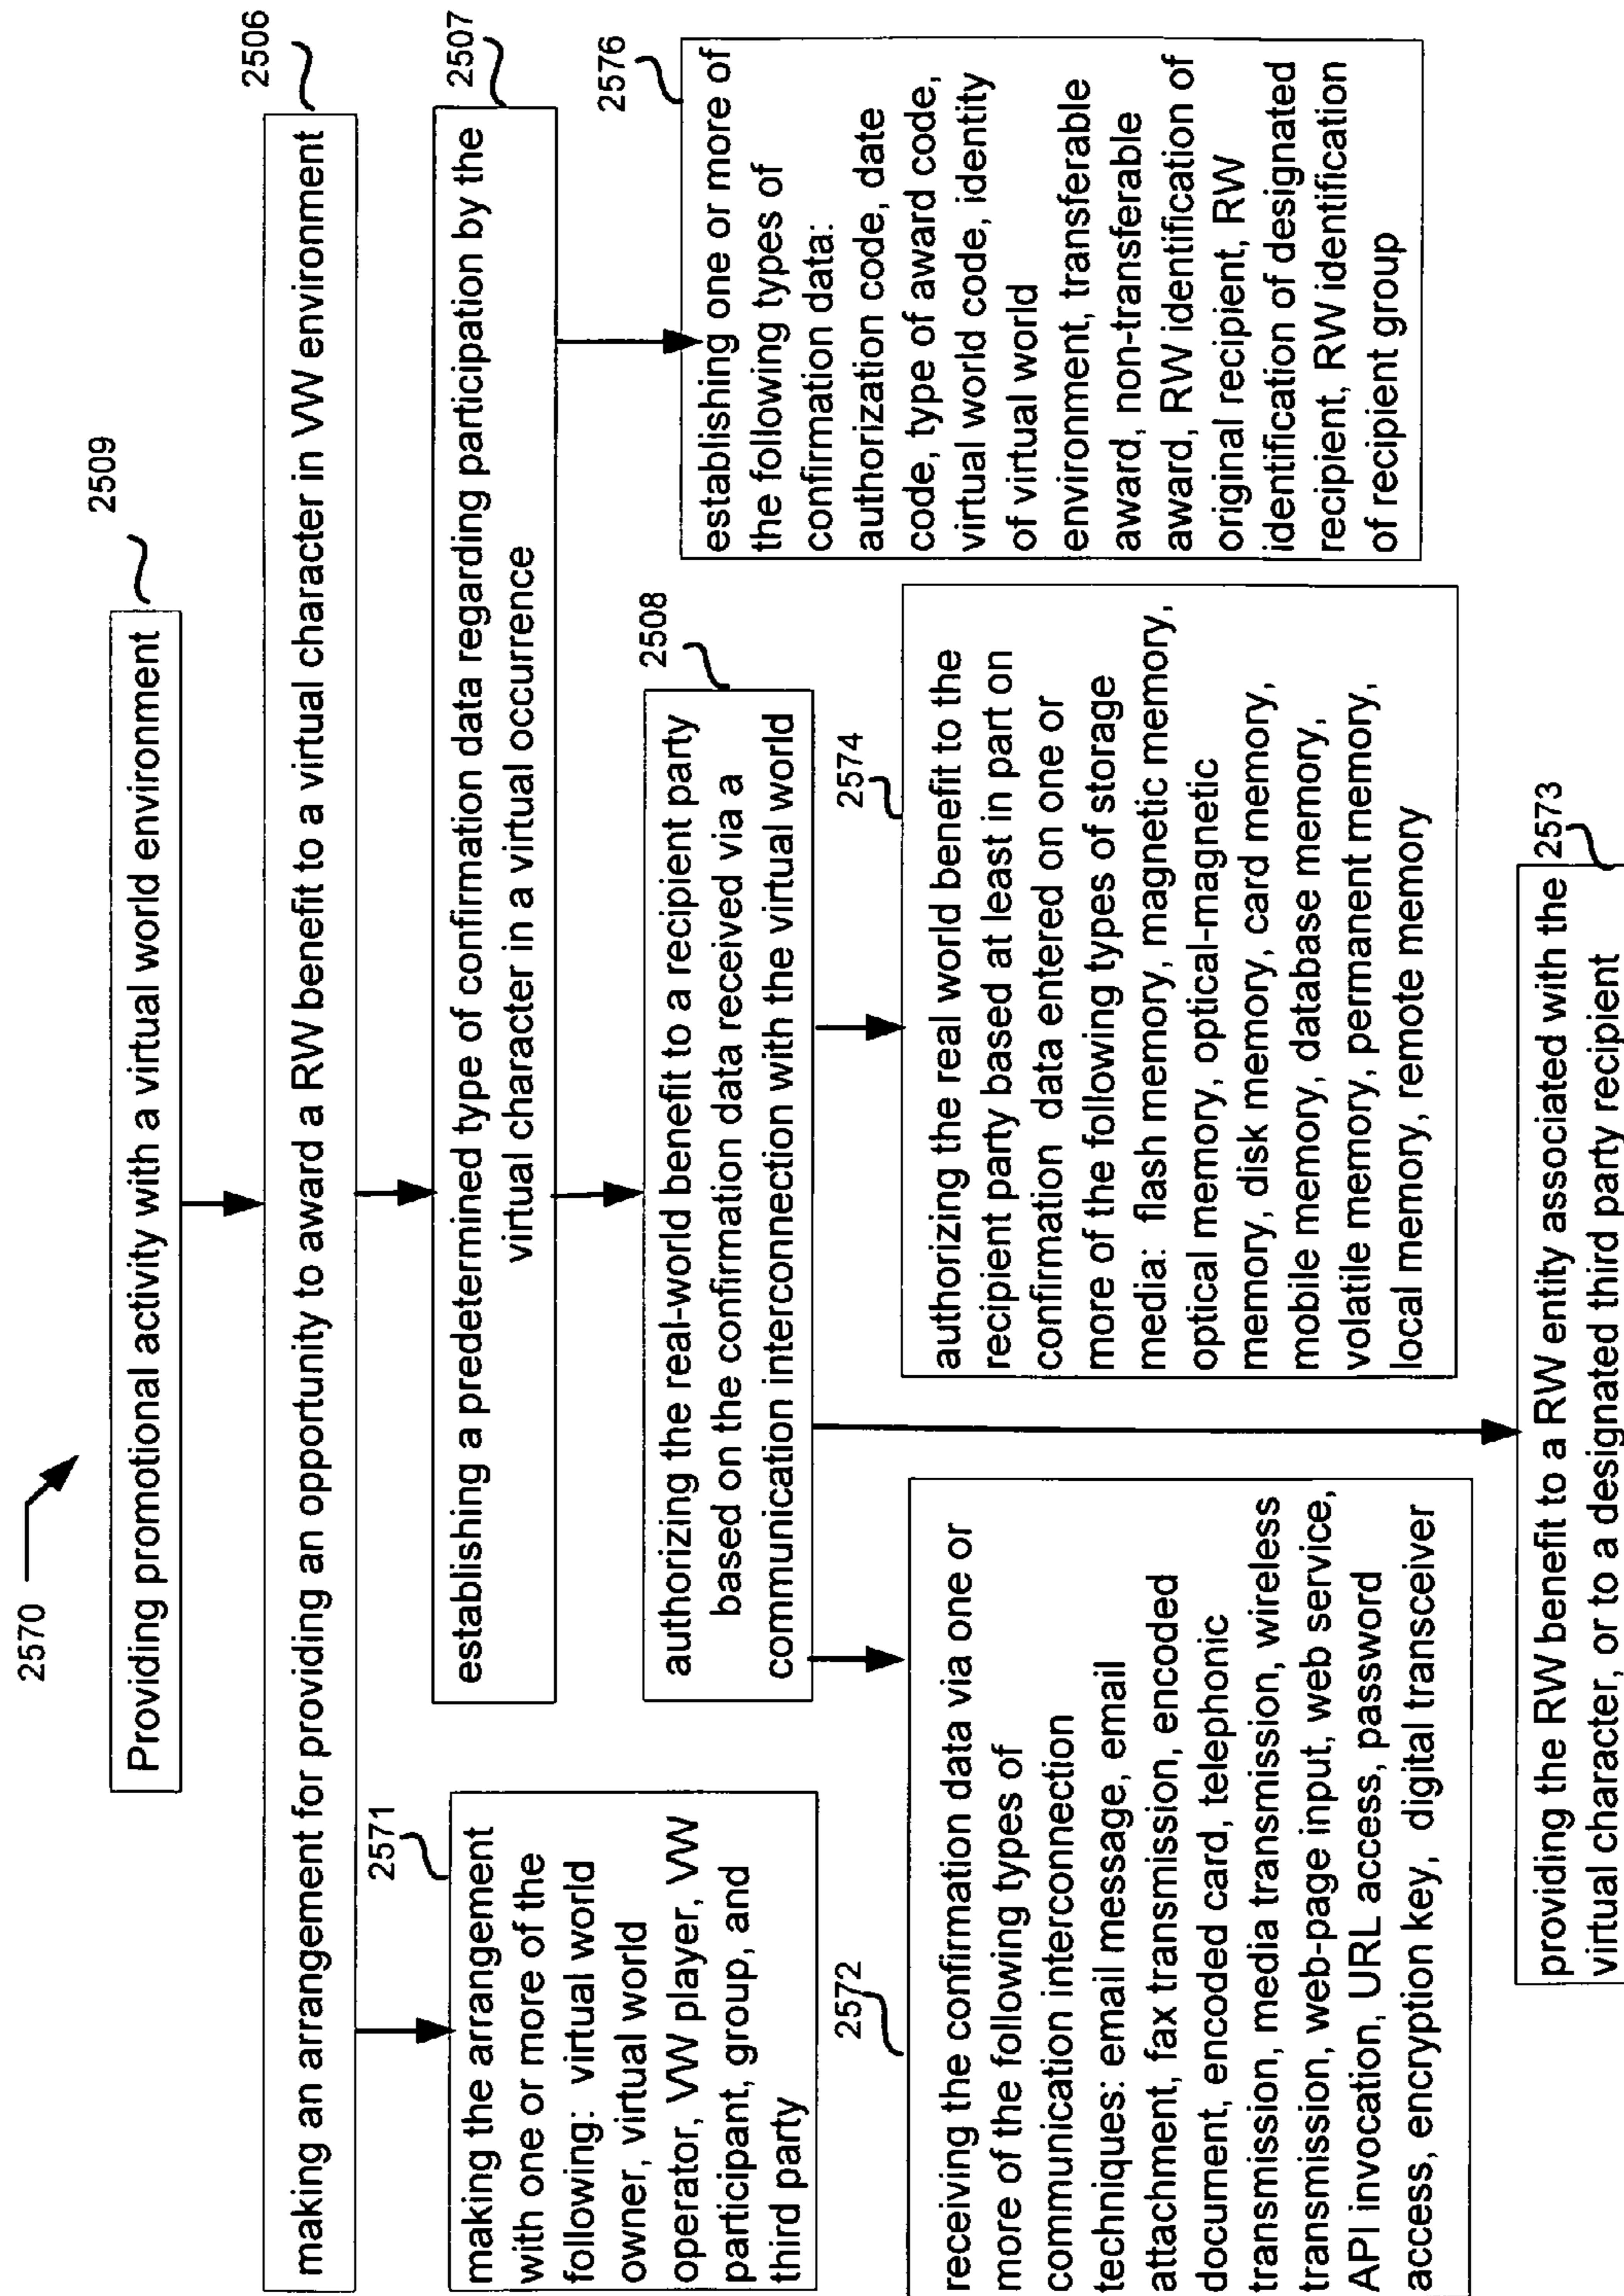 2570
2509
Providing promotional activity with a virtual world environment
2506
making an arrangement for providing an opportunity to award a RW benefit to a virtual character in VW environment
2571
making the arrangement
with one or more of the
following: virtual world
owner, virtual world
operator, VW player, VW
participant, group, and
third party
2507
establishing a predetermined type of confirmation data regarding participation by the
virtual character in a virtual occurrence
2508
authorizing the real-world benefit to a recipient party
based on the confirmation data received via a
communication interconnection with the virtual world
2576
establishing one or more of
the following types of
confirmation data:
authorization code, date
code, type of award code,
virtual world code, identity
of virtual world
environment, transferable
award, non-transferable
award, RW identification of
original recipient, RW
identification of designated
recipient, RW identification
of recipient group
2572
receiving the confirmation data via one or
more of the following types of
communication interconnection
techniques: email message, email
attachment, fax transmission, encoded
document, encoded card, telephonic
transmission, media transmission, wireless
transmission, web-page input, web service,
API invocation, URL access, password
access, encryption key, digital transceiver
2574
authorizing the real world benefit to the
recipient party based at least in part on
confirmation data entered on one or
more of the following types of storage
media: flash memory, magnetic memory,
optical memory, optical-magnetic
memory, disk memory, card memory,
mobile memory, database memory,
volatile memory, permanent memory,
local memory, remote memory
2573
providing the RW benefit to a RW entity associated with the
virtual character, or to a designated third party recipient